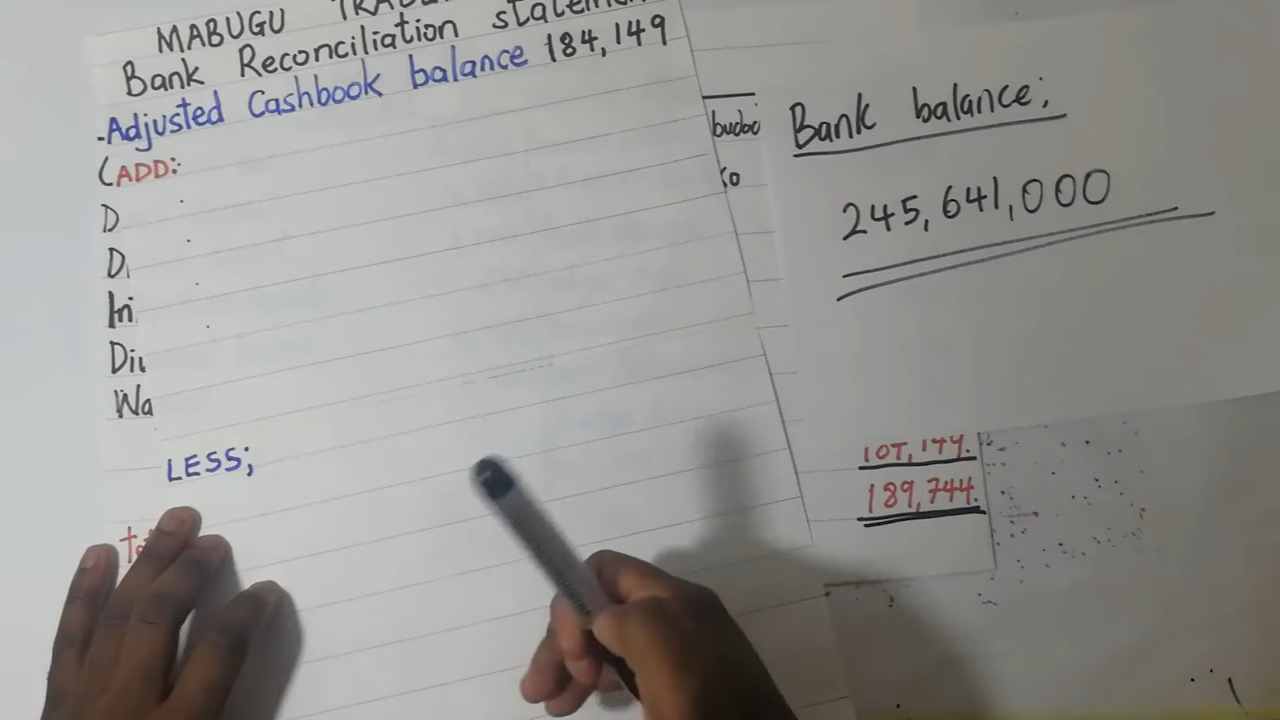 MABUGU
Bank Reconciliation
-Adjusted Cashbook balance 184,149
(ADD:
D
D
In
Wa
LESS;
Bank balance;
245,641,000
189,744.